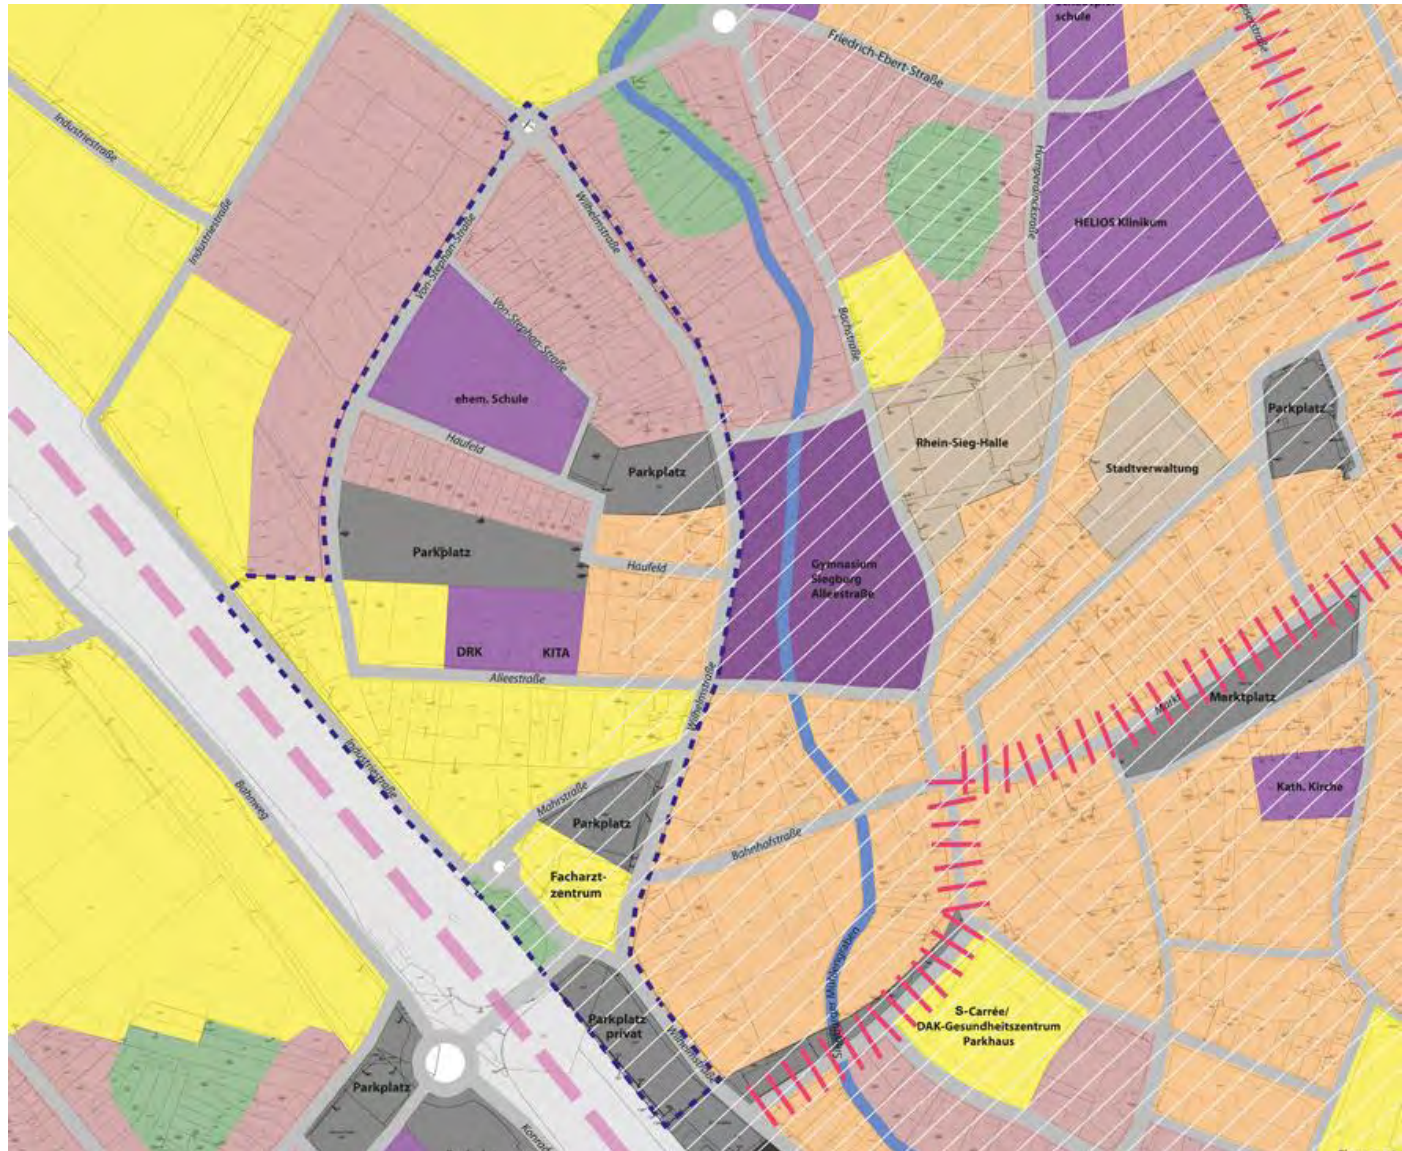 schule
Friedrich-Ebert-Straße
Industriestraße
Industriestraße
Wilhelmstraße
Von-Stephan-Straße
Humperdinckstraße
HELIOS Klinikum
Von-Stephan-Straße
Bachstraße
ehem. Schule
Parkplatz
Haufeld
Rhein-Sieg-Halle
Parkplatz
Stadtverwaltung
Parkplatz
Haufeld
Gymnasium
Siegburg
Alleestraße
DRK
KITA
Alleestraße
Wilhelmstraße
Markt
Marktplatz
Industriestraße
Bahnweg
Mahrstraße
Parkplatz
Kath. Kirche
Bahnhofstraße
Facharzt-
zentrum
Mühlengraben
S-Carrée/
DAK-Gesundheitszentrum
Parkhaus
Parkplatz
privat
Wilhelmstraße
Parkplatz